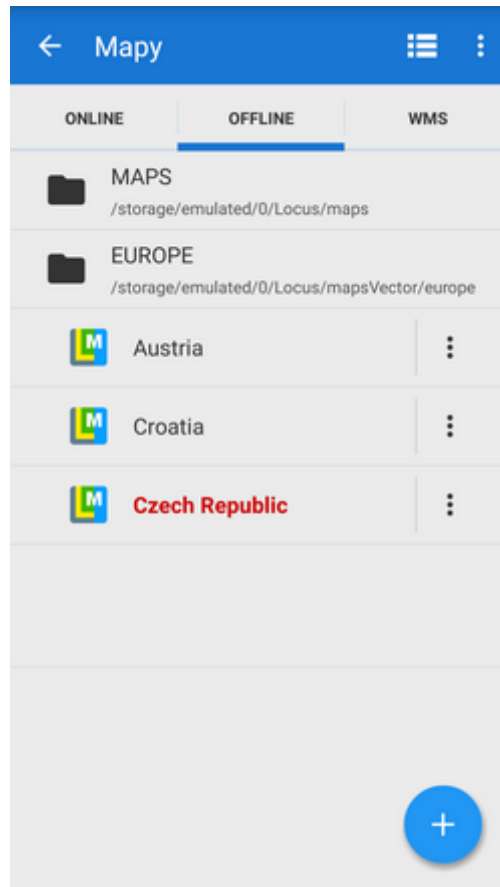 Mapy
ONLINE OFFLINE WMS
MAPS
/storage/emulated/0/Locus/maps
EUROPE
/storage/emulated/0/Locus/mapsVector/europe
M Austria
M Croatia
M Czech Republic